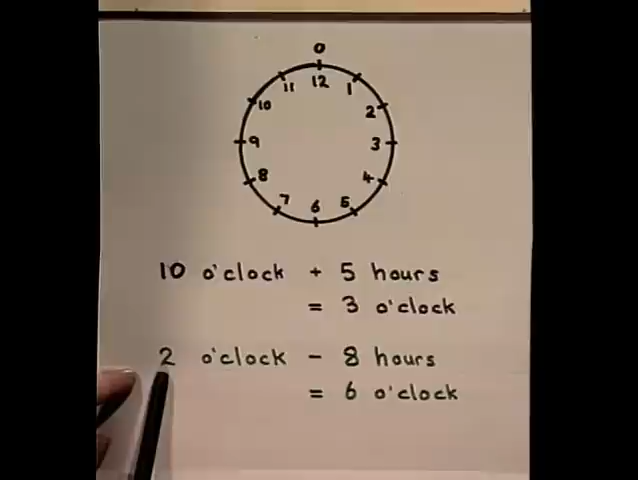 0
12
11 1
10 2
9 3
8 4
7 5
6
10 o'clock + 5 hours
= 3 o'clock
2 o'clock - 8 hours
= 6 o'clock